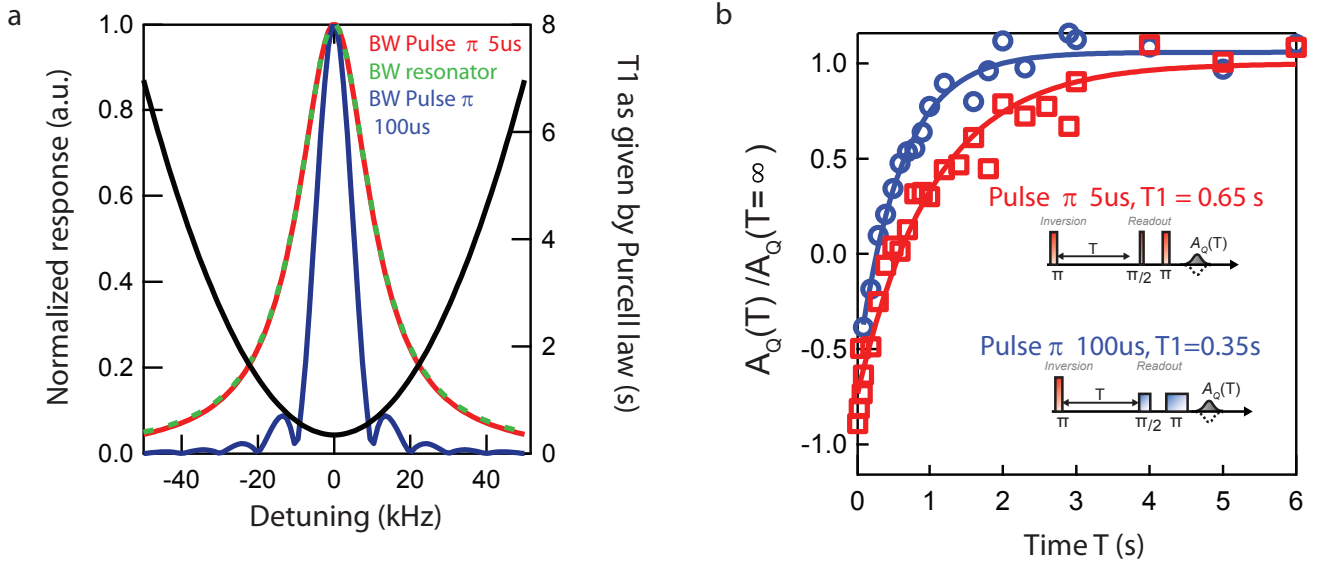 a
1.0
0.8
0.6
0.4
0.2
0.0
Normalized response (a.u.)
-40
-20
0
20
40
Detuning (kHz)
8
6
4
2
0
T1 as given by Purcell law (s)
BW Pulse π 5us
BW resonator
BW Pulse π
100us
b
1.0
0.5
0.0
-0.5
-1.0
A_Q(T) /A_Q(T= ∞ )
0
1
2
3
4
5
6
Time T (s)
Pulse π 5us, T1 = 0.65 s
Inversion
Readout
T
A_Q(T)
π
π/2
π
Pulse π 100us, T1=0.35s
Inversion
Readout
T
A_Q(T)
π
π/2
π